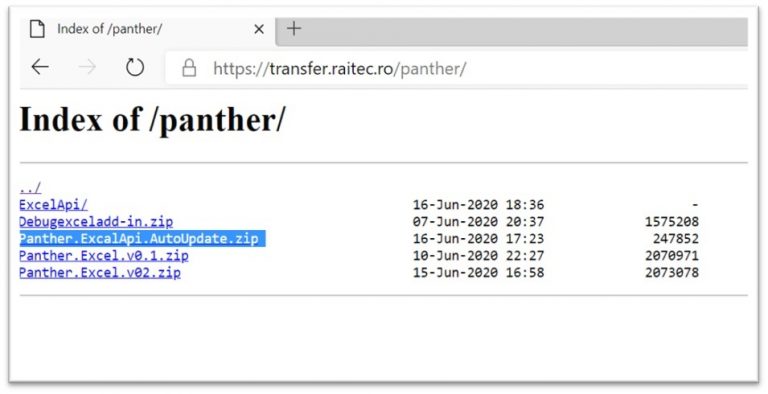 Index of /panther/
https://transfer.raitec.ro/panther/
Index of /panther/
../
ExcelApi/ 16-Jun-2020 18:36 -
Debugexceladd-in.zip 07-Jun-2020 20:37 1575208
Panther.ExcalApi.AutoUpdate.zip 16-Jun-2020 17:23 247852
Panther.Excel.v0.1.zip 10-Jun-2020 22:27 2070971
Panther.Excel.v02.zip 15-Jun-2020 16:58 2073078